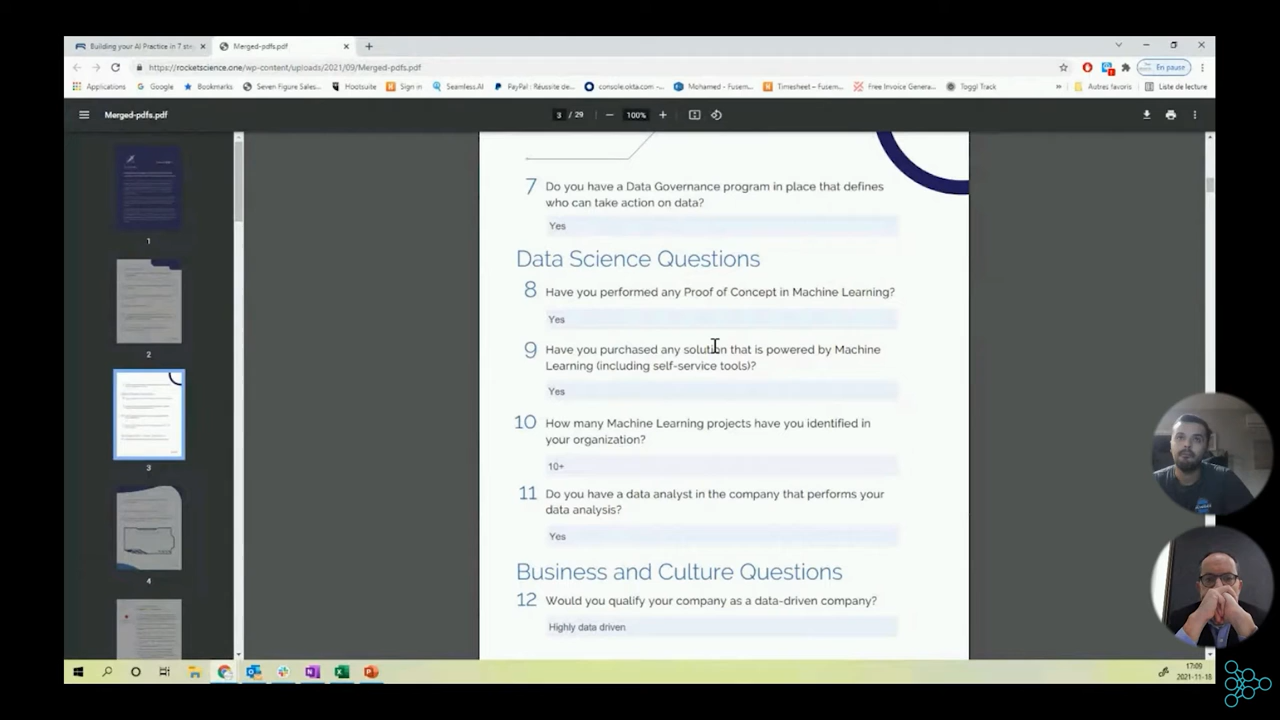 Building your AI Practice in 7 ste
Merged-pdfs.pdf
https://rocketscience.one/wp-content/uploads/2021/09/Merged-pdfs.pdf
En pause
Applications
Google
Bookmarks
Seven Figure Sales...
Hootsuite
Sign in
Seamless.AI
PayPal : Réussite de...
console.okta.com -...
Mohamed - Fusem...
Timesheet – Fusem...
Free Invoice Genera...
Toggl Track
»
Autres favoris
Liste de lecture
Merged-pdfs.pdf
3 / 29
100%
1
2
3
4
7 Do you have a Data Governance program in place that defines
who can take action on data?
Yes
Data Science Questions
8 Have you performed any Proof of Concept in Machine Learning?
Yes
9 Have you purchased any solution that is powered by Machine
Learning (including self-service tools)?
Yes
10 How many Machine Learning projects have you identified in
your organization?
10+
11 Do you have a data analyst in the company that performs your
data analysis?
Yes
Business and Culture Questions
12 Would you qualify your company as a data-driven company?
Highly data driven
17:09
2021-11-18